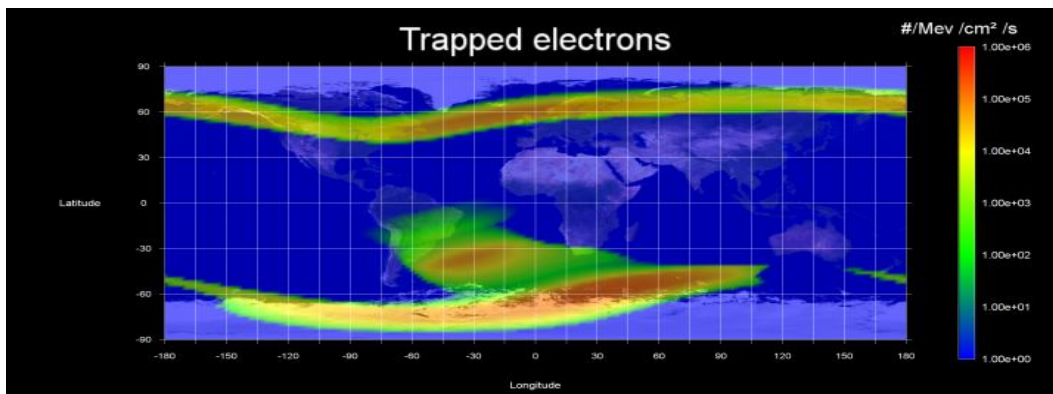 Trapped electrons
#/Mev /cm² /s
1.00e+06
1.00e+05
1.00e+04
1.00e+03
1.00e+02
1.00e+01
1.00e+00
90
60
30
0
-30
-60
-90
Latitude
-180 -150 -120 -90 -60 -30 0 30 60 90 120 150 180
Longitude